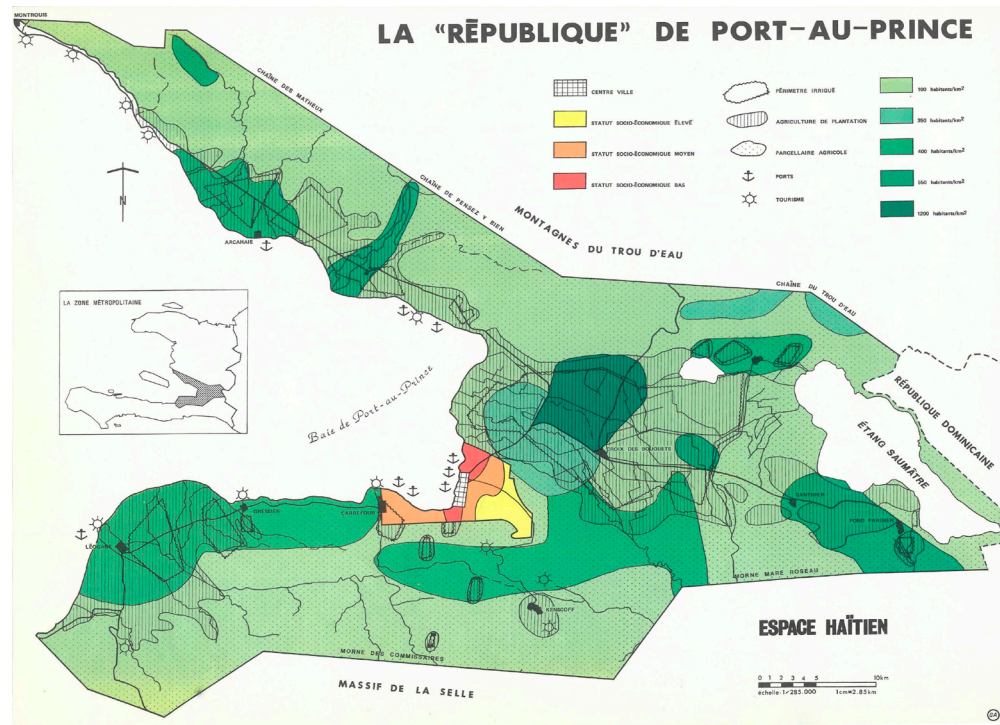 LA «RÉPUBLIQUE» DE PORT-AU-PRINCE
MONTROUIS
CHAÎNE DES MATHEUX
CENTRE VILLE
STATUT SOCIO-ÉCONOMIQUE ÉLEVÉ
STATUT SOCIO-ÉCONOMIQUE MOYEN
STATUT SOCIO-ÉCONOMIQUE BAS
PÉRIMETRE IRRIGUÉ
AGRICULTURE DE PLANTATION
PARCELLAIRE AGRICOLE
PORTS
TOURISME
100 habitants/km2
350 habitants/km2
400 habitants/km2
550 habitants/km2
1200 habitants/km2
N
CHAÎNE DE PENSEZ Y BIEN
MONTAGNES DU TROU D'EAU
ARCAHAIE
CHAÎNE DU TROU D'EAU
LA ZONE MÉTROPOLITAINE
Baie de Port-au-Prince
RÉPUBLIQUE DOMINICAINE
ÉTANG SAUMÂTRE
CROIX DES BOUQUETS
GANTHIER
FOND PARISIEN
GRESSIER
CARREFOUR
LÉOGANE
MORNE MARE ROSEAU
KENSCOFF
MORNE DES COMMISSAIRES
MASSIF DE LA SELLE
ESPACE HAÏTIEN
0 1 2 3 4 5 10km
échelle-1/285.000 1cm=2.85km